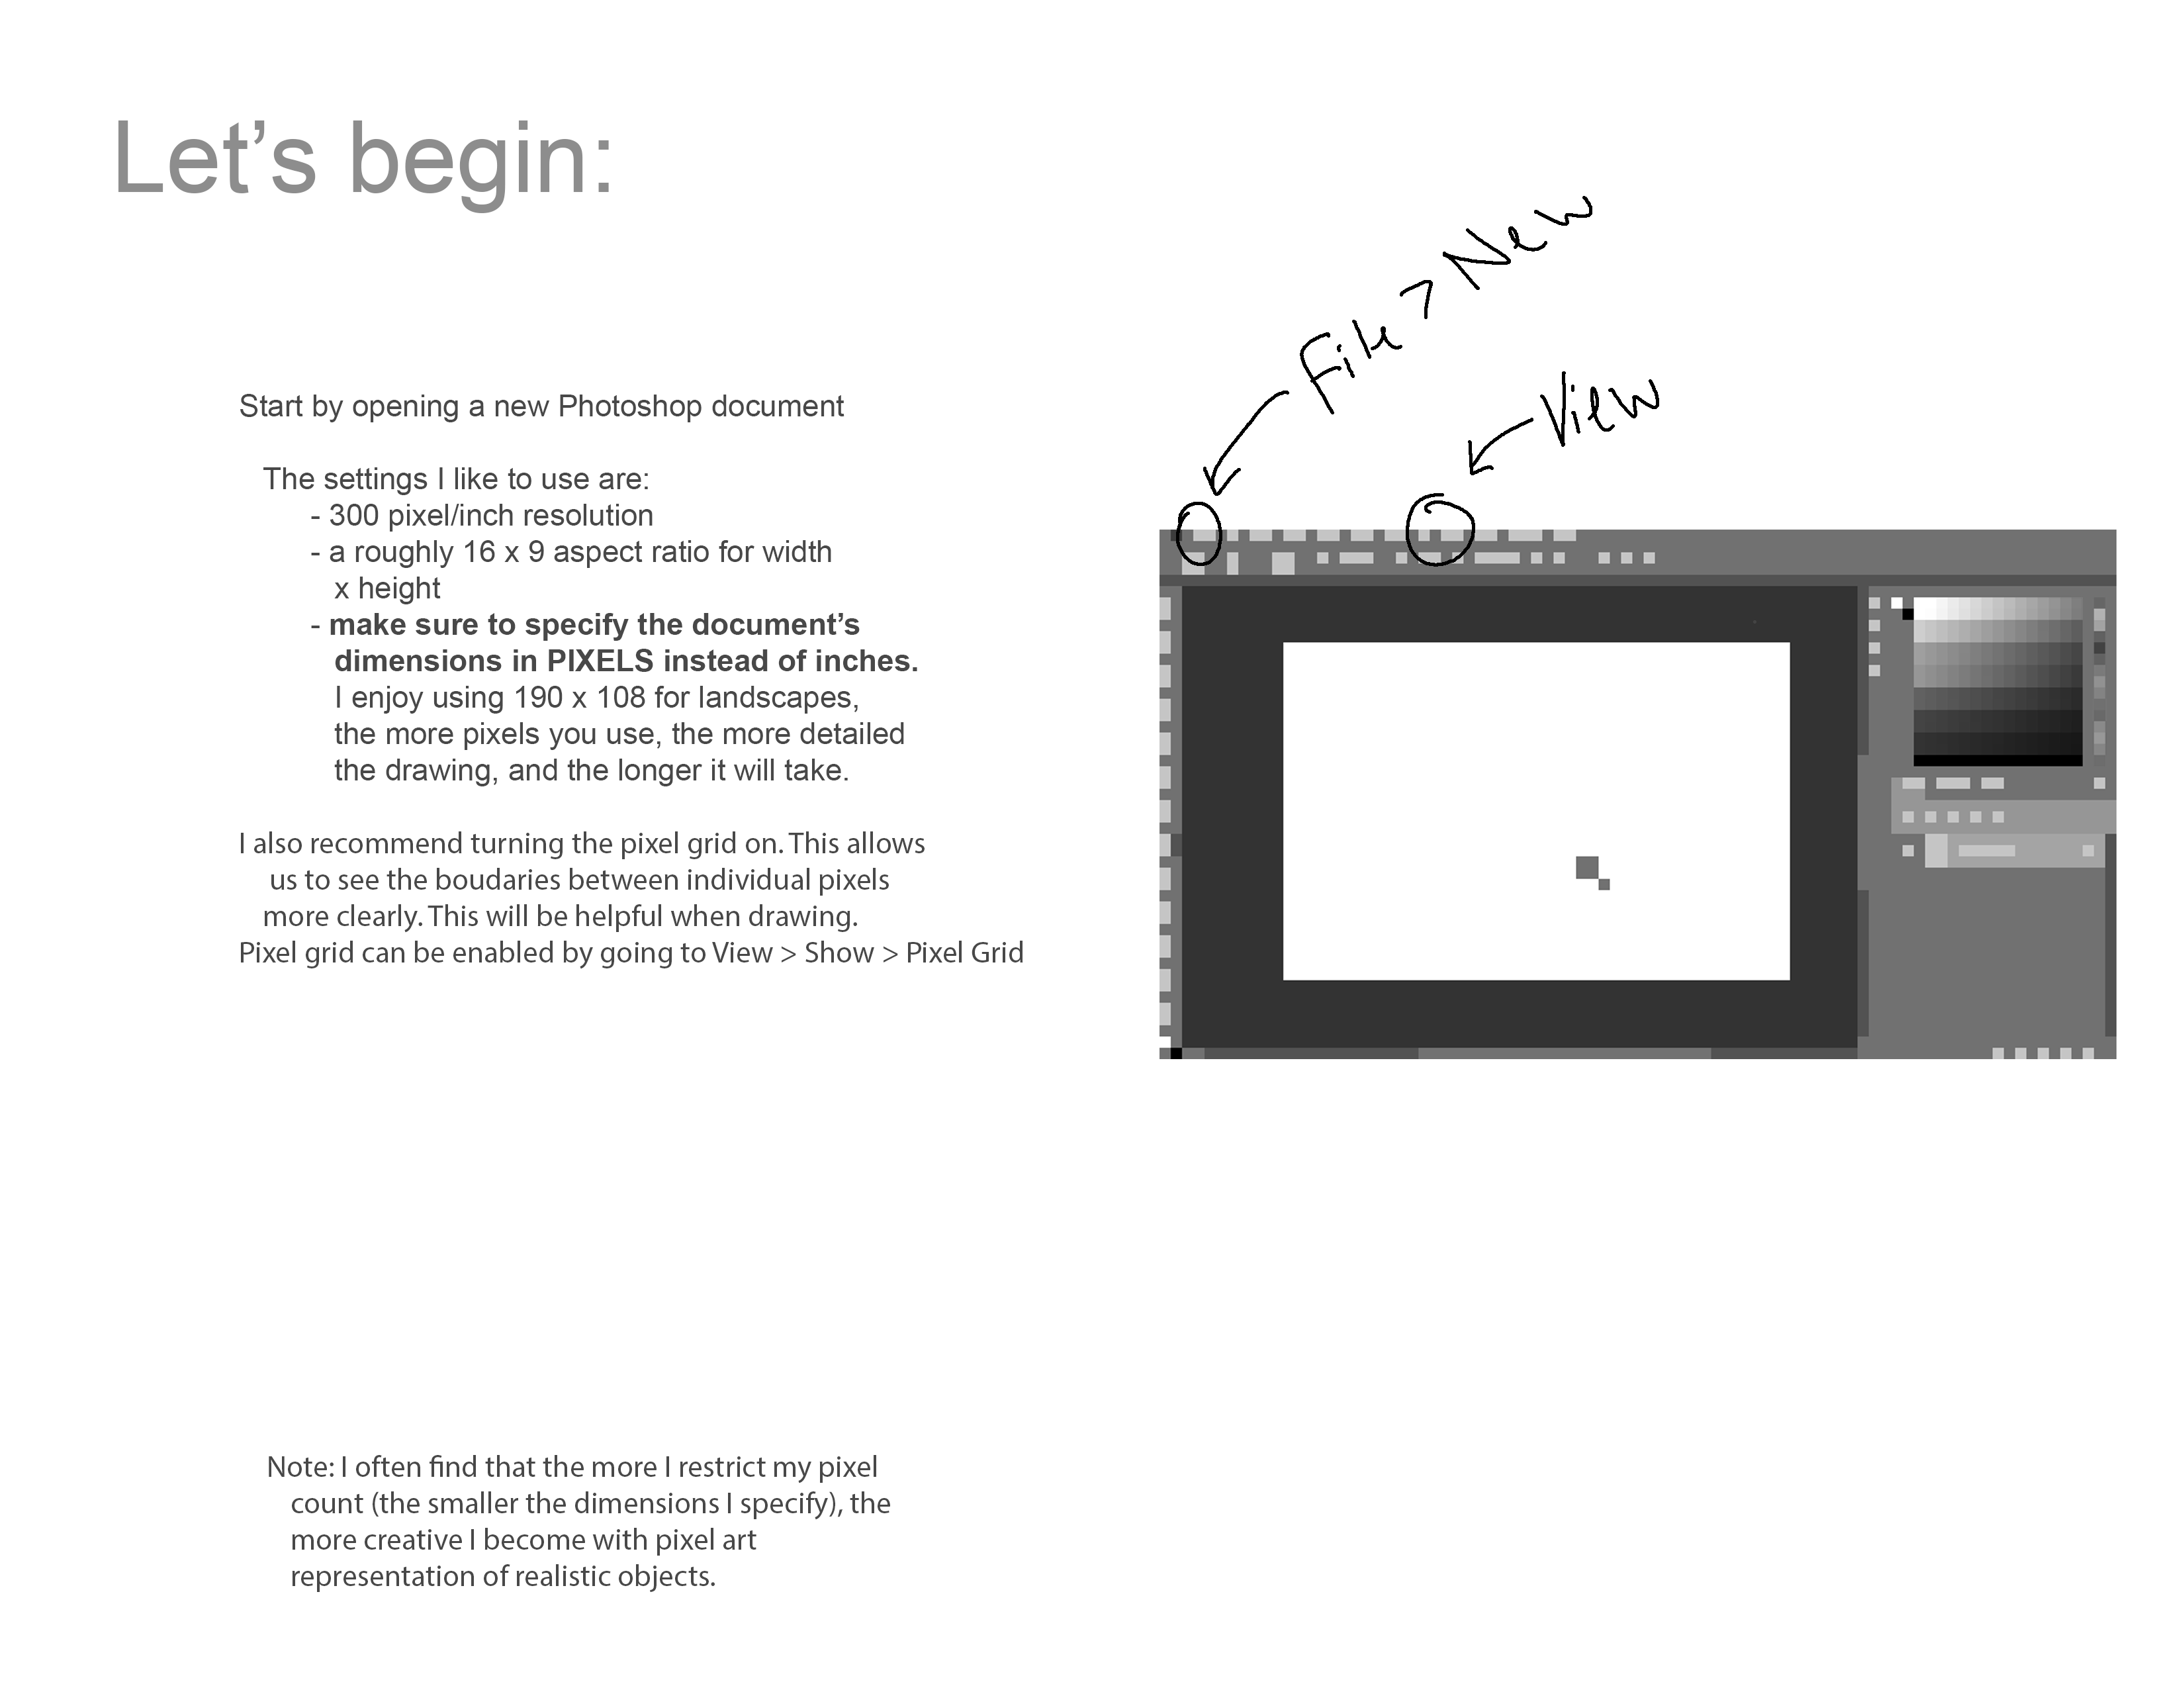 Let’s begin:
File > New
View
Start by opening a new Photoshop document
The settings I like to use are:
- 300 pixel/inch resolution
- a roughly 16 x 9 aspect ratio for width
x height
- make sure to specify the document’s
dimensions in PIXELS instead of inches.
I enjoy using 190 x 108 for landscapes,
the more pixels you use, the more detailed
the drawing, and the longer it will take.
I also recommend turning the pixel grid on. This allows
us to see the boudaries between individual pixels
more clearly. This will be helpful when drawing.
Pixel grid can be enabled by going to View > Show > Pixel Grid
Note: I often find that the more I restrict my pixel
count (the smaller the dimensions I specify), the
more creative I become with pixel art
representation of realistic objects.